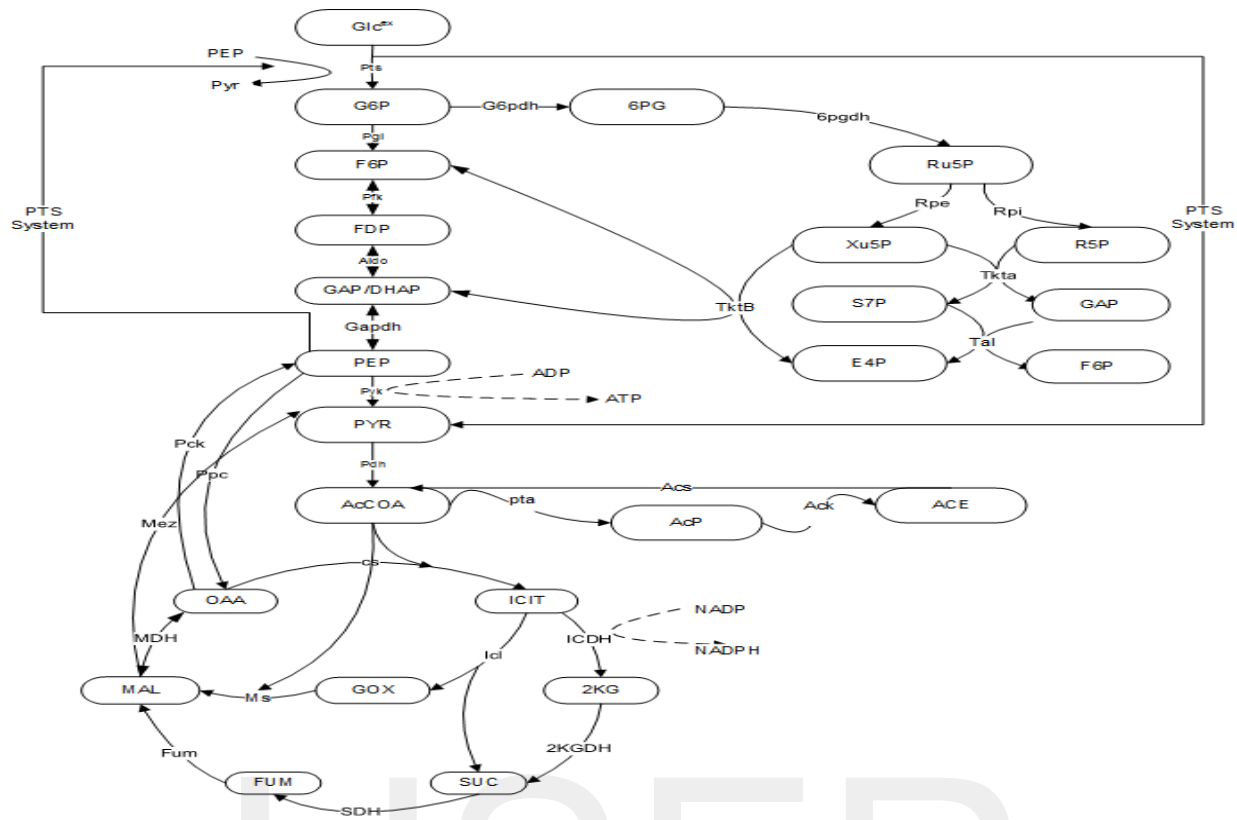 Glc ex
PEP
Pts
Pyr
G6P
G6pdh
6PG
6pgdh
Pgi
F6P
Ru5P
Pfk
Rpe
Rpi
PTS
System
PTS
System
FDP
Xu5P
R5P
Aldo
Tkta
GAP/DHAP
TktB
S7P
GAP
Gapdh
Tal
PEP
E4P
F6P
ADP
Pyk
ATP
PYR
Pck
Pdh
Ppc
Acs
AcCOA
pta
Ack
ACE
Mez
AcP
cs
OAA
ICIT
NADP
MDH
ICDH
NADPH
Icl
MAL
Ms
GOX
2KG
Fum
2KGDH
FUM
SUC
SDH